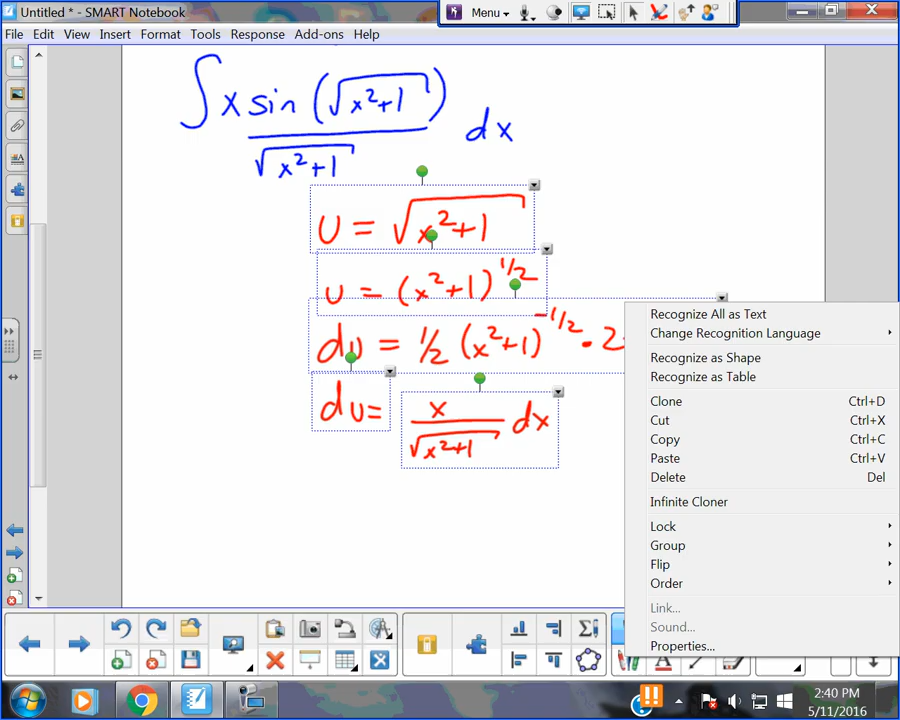 Untitled * - SMART Notebook
Menu
File Edit View Insert Format Tools Response Add-ons Help
∫ x sin (√x²+1) / √x²+1 dx
u = √x²+1
u = (x²+1)^1/2
du = 1/2 (x²+1)^-1/2 • 2
du = x / √x²+1 dx
Recognize All as Text
Change Recognition Language
Recognize as Shape
Recognize as Table
Clone Ctrl+D
Cut Ctrl+X
Copy Ctrl+C
Paste Ctrl+V
Delete Del
Infinite Cloner
Lock
Group
Flip
Order
Link...
Sound...
Properties...
2:40 PM
5/11/2016